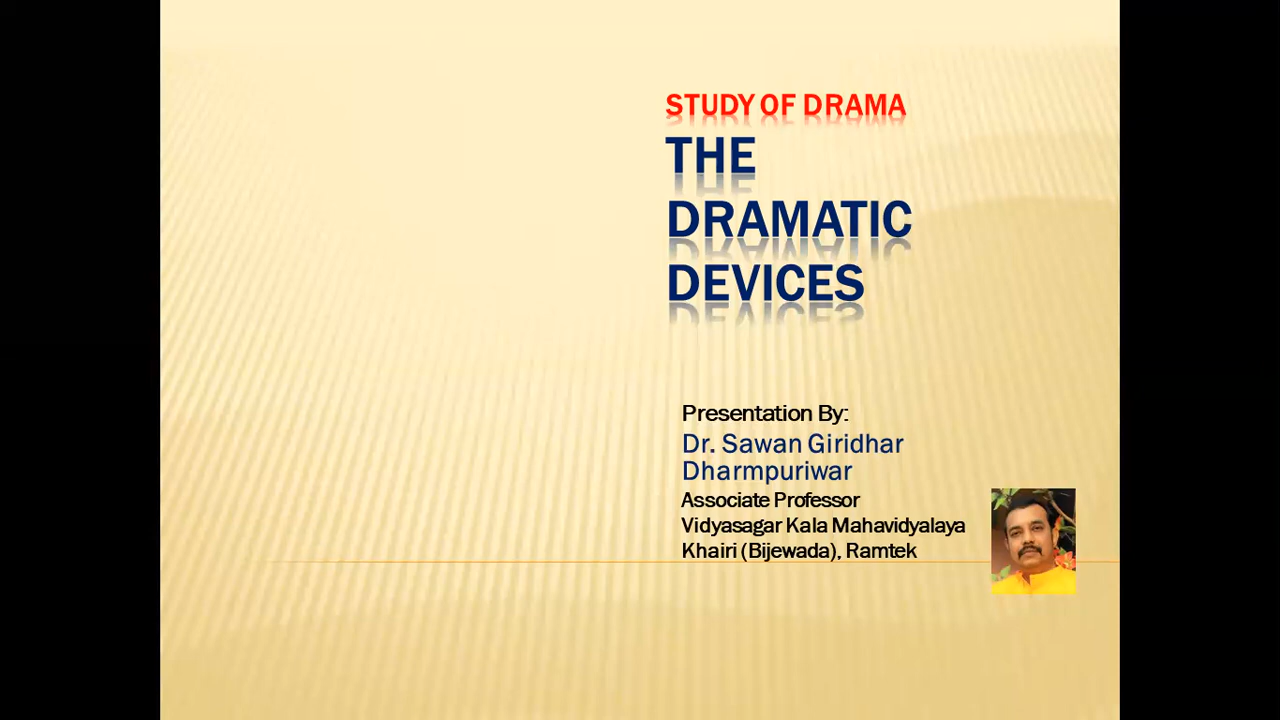 STUDY OF DRAMA
THE
DRAMATIC
DEVICES
Presentation By:
Dr. Sawan Giridhar
Dharmpuriwar
Associate Professor
Vidyasagar Kala Mahavidyalaya
Khairi (Bijewada), Ramtek